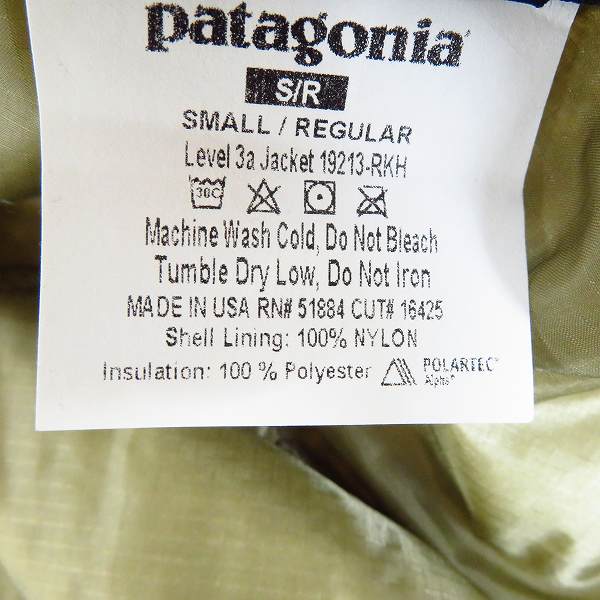 patagonia®
S/R
SMALL / REGULAR
Level 3a Jacket 19213-RKH
30C
Machine Wash Cold, Do Not Bleach
Tumble Dry Low, Do Not Iron
MADE IN USA RN# 51884 CUT# 16425
Shell Lining: 100% NYLON
Insulation: 100 % Polyester POLARTEC®
Alpha®